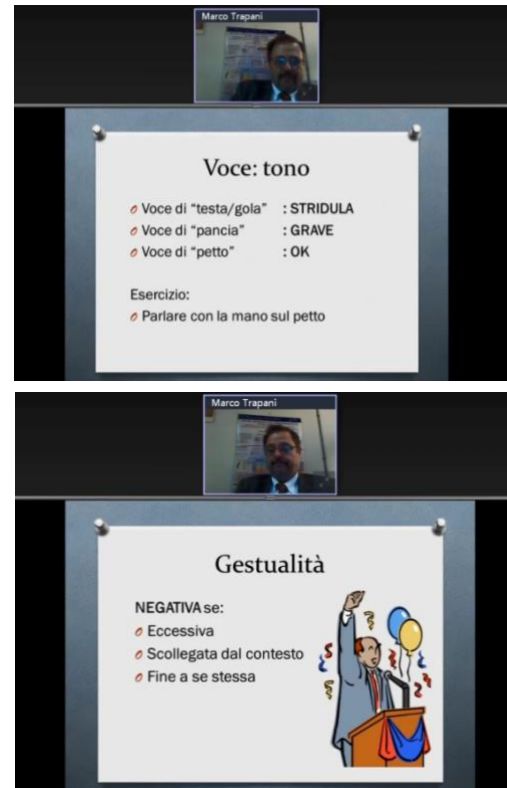 Marco Trapani
Voce: tono
Voce di "testa/gola" : STRIDULA
Voce di "pancia" : GRAVE
Voce di "petto" : OK
Esercizio:
Parlare con la mano sul petto
Marco Trapani
Gestualità
NEGATIVA se:
Eccessiva
Scollegata dal contesto
Fine a se stessa